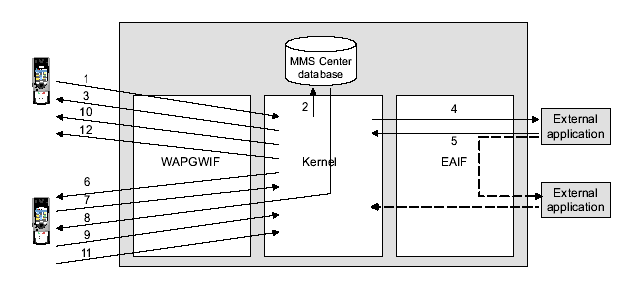 MMS Center
database
1
3
10
12
2
4
5
External
application
WAPGWIF
Kernel
EAIF
6
7
8
9
11
External
application